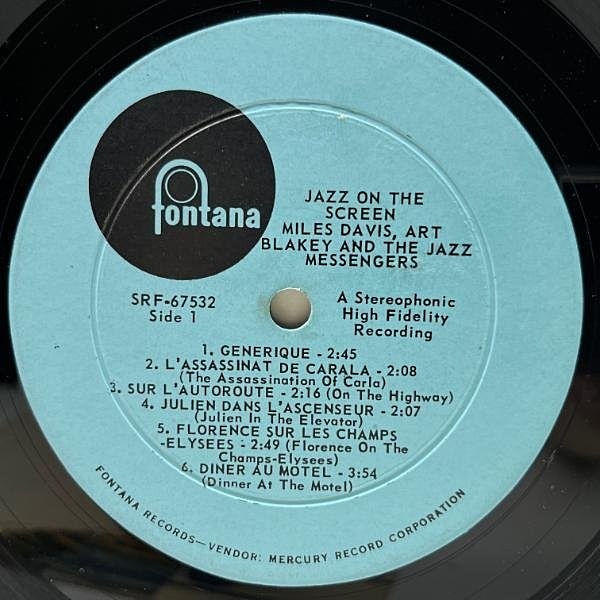 fontana
JAZZ ON THE
SCREEN
MILES DAVIS, ART
BLAKEY AND THE JAZZ
MESSENGERS
SRF-67532
Side 1
A Stereophonic
High Fidelity
Recording
1. GENERIQUE - 2:45
2. L'ASSASSINAT DE CARALA - 2:08
(The Assassination Of Carla)
3. SUR L'AUTOROUTE - 2:16 (On The Highway)
4. JULIEN DANS L'ASCENSEUR - 2:07
(Julien In The Elevator)
5. FLORENCE SUR LES CHAMPS
-ELYSEES - 2:49 (Florence On The
Champs-Elysees)
6. DINER AU MOTEL - 3:54
(Dinner At The Motel)
FONTANA RECORDS—VENDOR: MERCURY RECORD CORPORATION